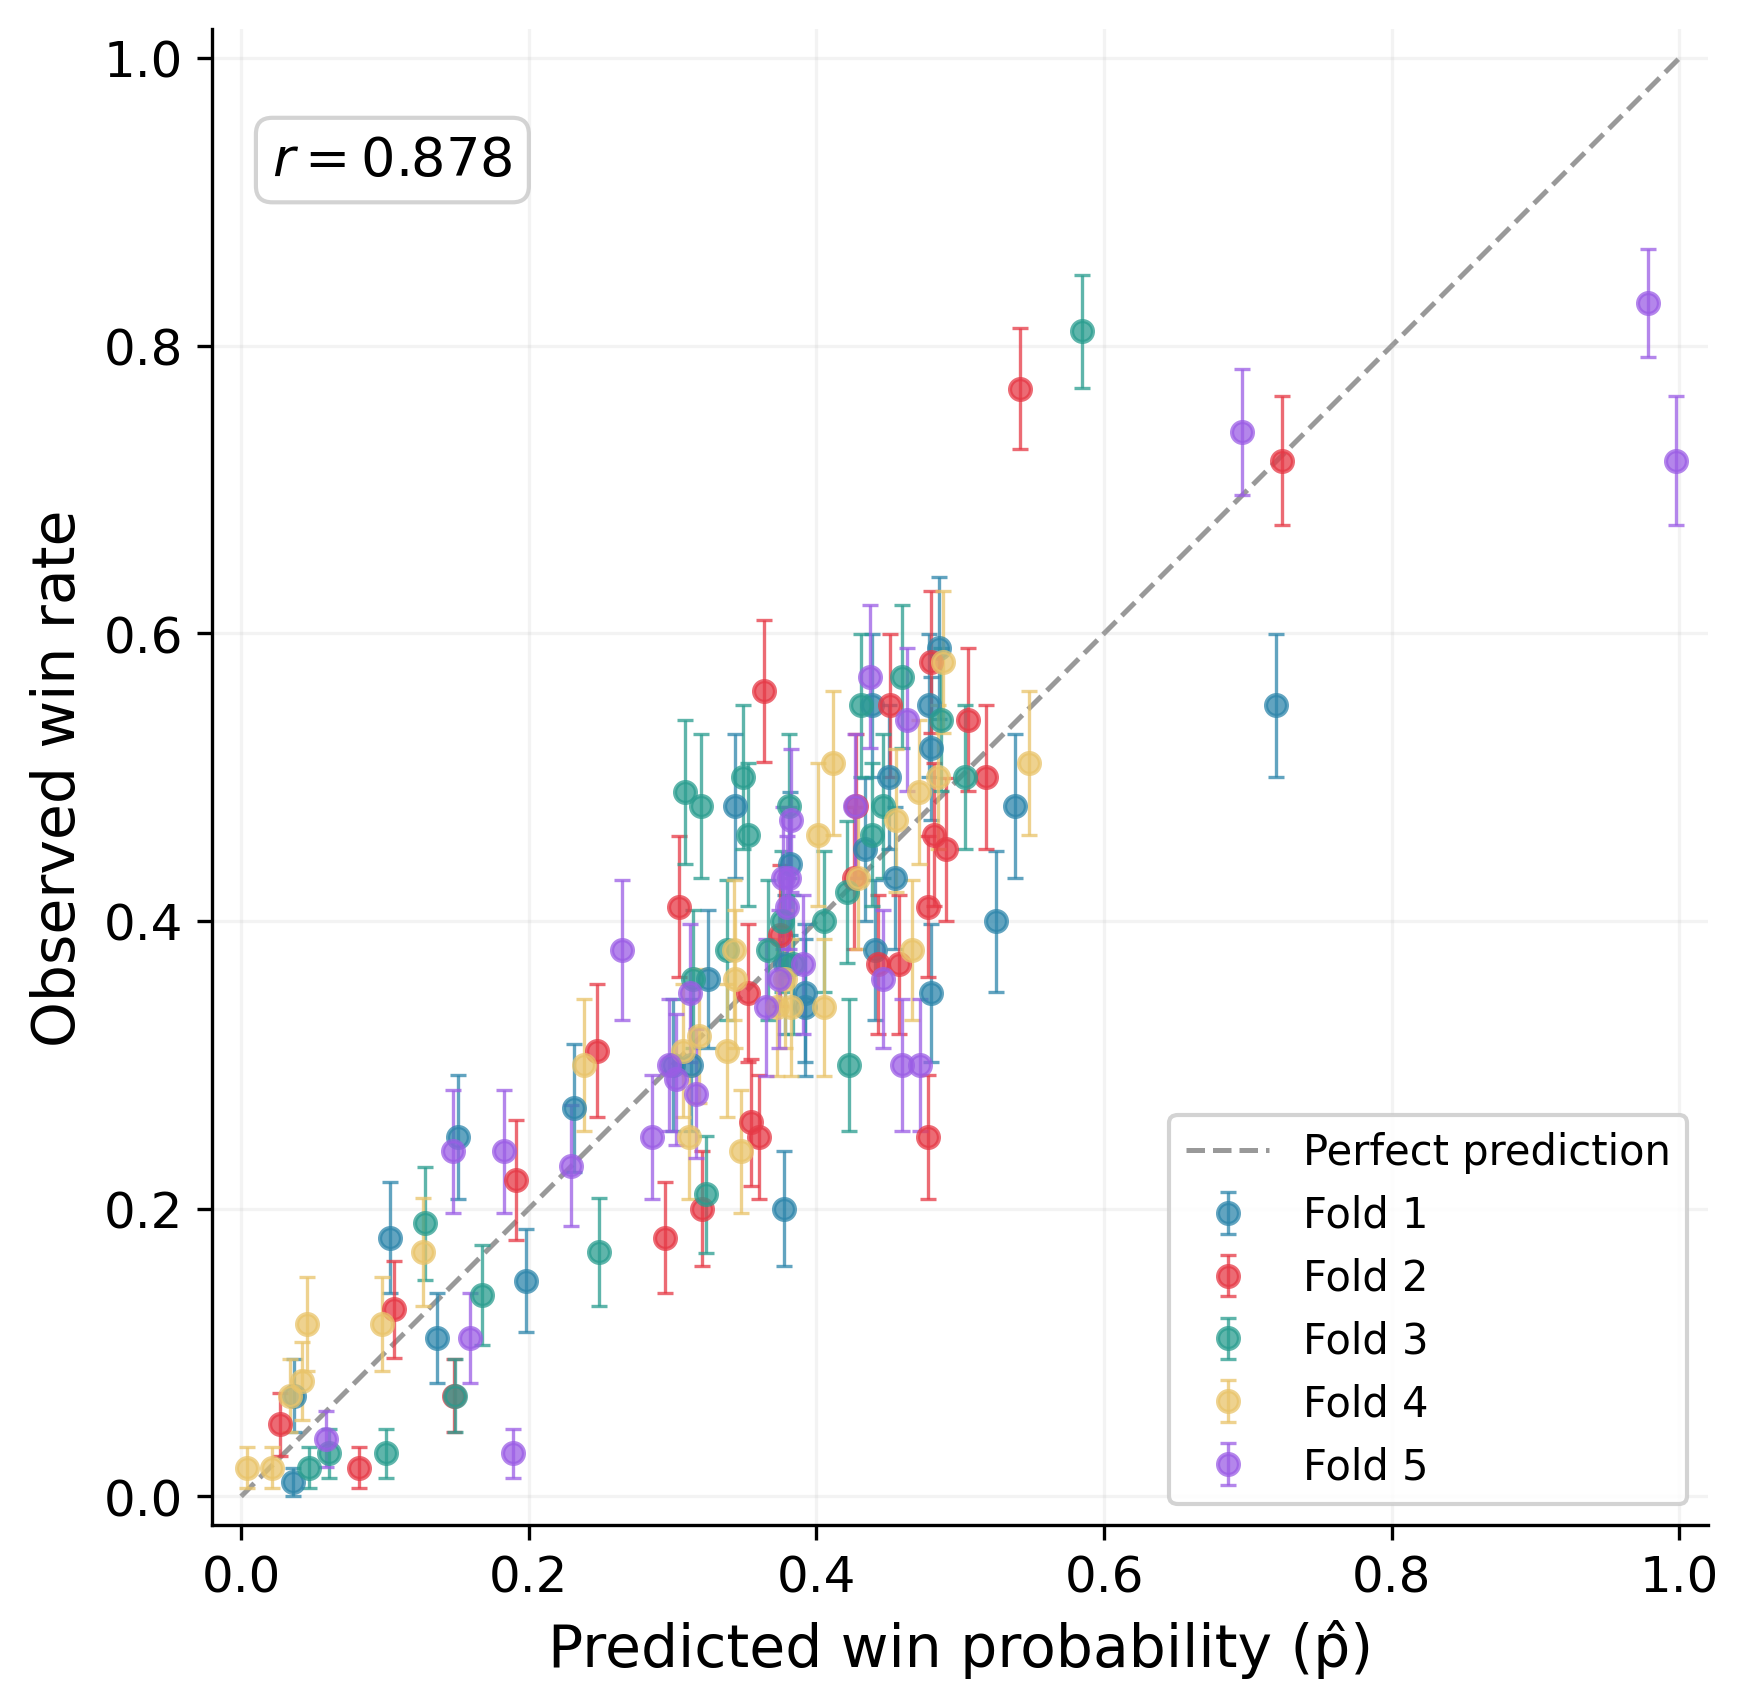 r = 0.878
1.0
0.8
0.6
0.4
0.2
0.0
Observed win rate
Perfect prediction
Fold 1
Fold 2
Fold 3
Fold 4
Fold 5
0.0 0.2 0.4 0.6 0.8 1.0
Predicted win probability (p̂)